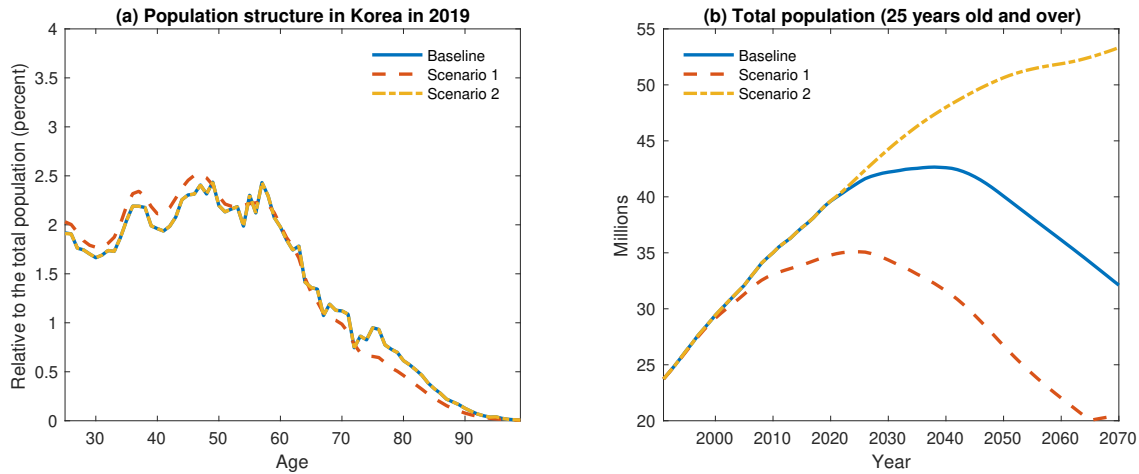 (a) Population structure in Korea in 2019
4
3.5
3
2.5
2
1.5
1
0.5
0
Relative to the total population (percent)
Baseline
Scenario 1
Scenario 2
30 40 50 60 70 80 90
Age
(b) Total population (25 years old and over)
55
50
45
40
35
30
25
20
Millions
Baseline
Scenario 1
Scenario 2
2000 2010 2020 2030 2040 2050 2060 2070
Year